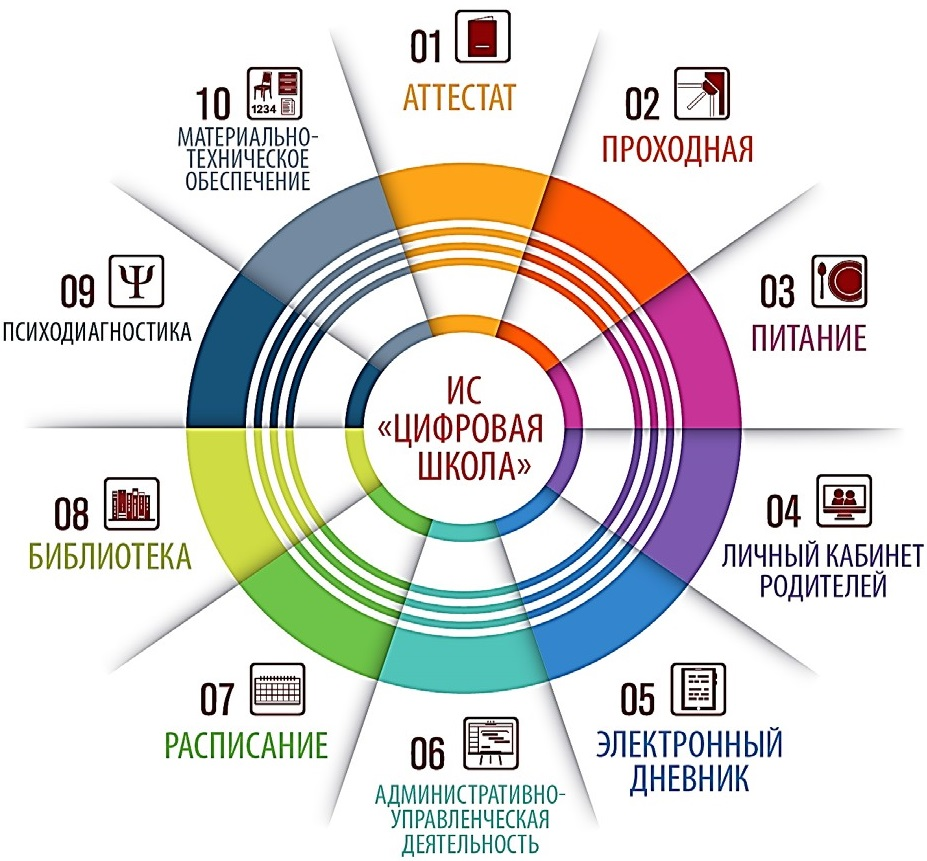 ИС
«ЦИФРОВАЯ
ШКОЛА»
01
АТТЕСТАТ
02
ПРОХОДНАЯ
03
ПИТАНИЕ
04
ЛИЧНЫЙ КАБИНЕТ
РОДИТЕЛЕЙ
05
ЭЛЕКТРОННЫЙ
ДНЕВНИК
06
АДМИНИСТРАТИВНО-
УПРАВЛЕНЧЕСКАЯ
ДЕЯТЕЛЬНОСТЬ
07
РАСПИСАНИЕ
08
БИБЛИОТЕКА
09
Ψ
ПСИХОДИАГНОСТИКА
10
1234
МАТЕРИАЛЬНО-
ТЕХНИЧЕСКОЕ
ОБЕСПЕЧЕНИЕ